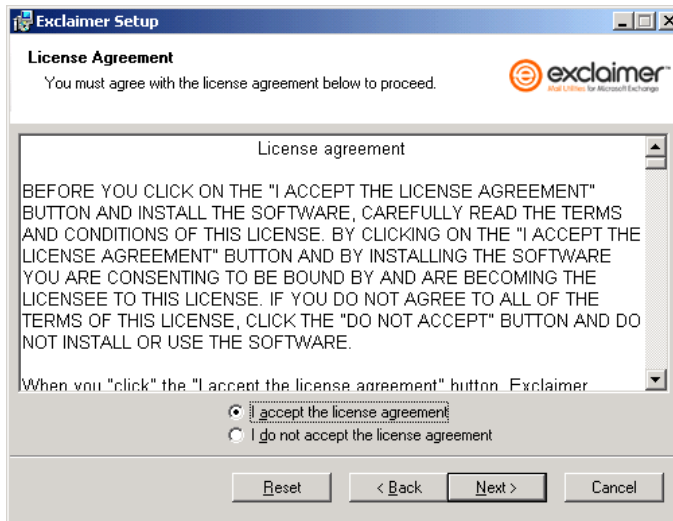 Exclaimer Setup
License Agreement
You must agree with the license agreement below to proceed.
exclaimer™
Mail Utilities for Microsoft Exchange
License agreement
BEFORE YOU CLICK ON THE "I ACCEPT THE LICENSE AGREEMENT"
BUTTON AND INSTALL THE SOFTWARE, CAREFULLY READ THE TERMS
AND CONDITIONS OF THIS LICENSE. BY CLICKING ON THE "I ACCEPT THE
LICENSE AGREEMENT" BUTTON AND BY INSTALLING THE SOFTWARE
YOU ARE CONSENTING TO BE BOUND BY AND ARE BECOMING THE
LICENSEE TO THIS LICENSE. IF YOU DO NOT AGREE TO ALL OF THE
TERMS OF THIS LICENSE, CLICK THE "DO NOT ACCEPT" BUTTON AND DO
NOT INSTALL OR USE THE SOFTWARE.
When you "click" the "I accept the license agreement" button, Exclaimer
I accept the license agreement
I do not accept the license agreement
Reset
< Back
Next >
Cancel